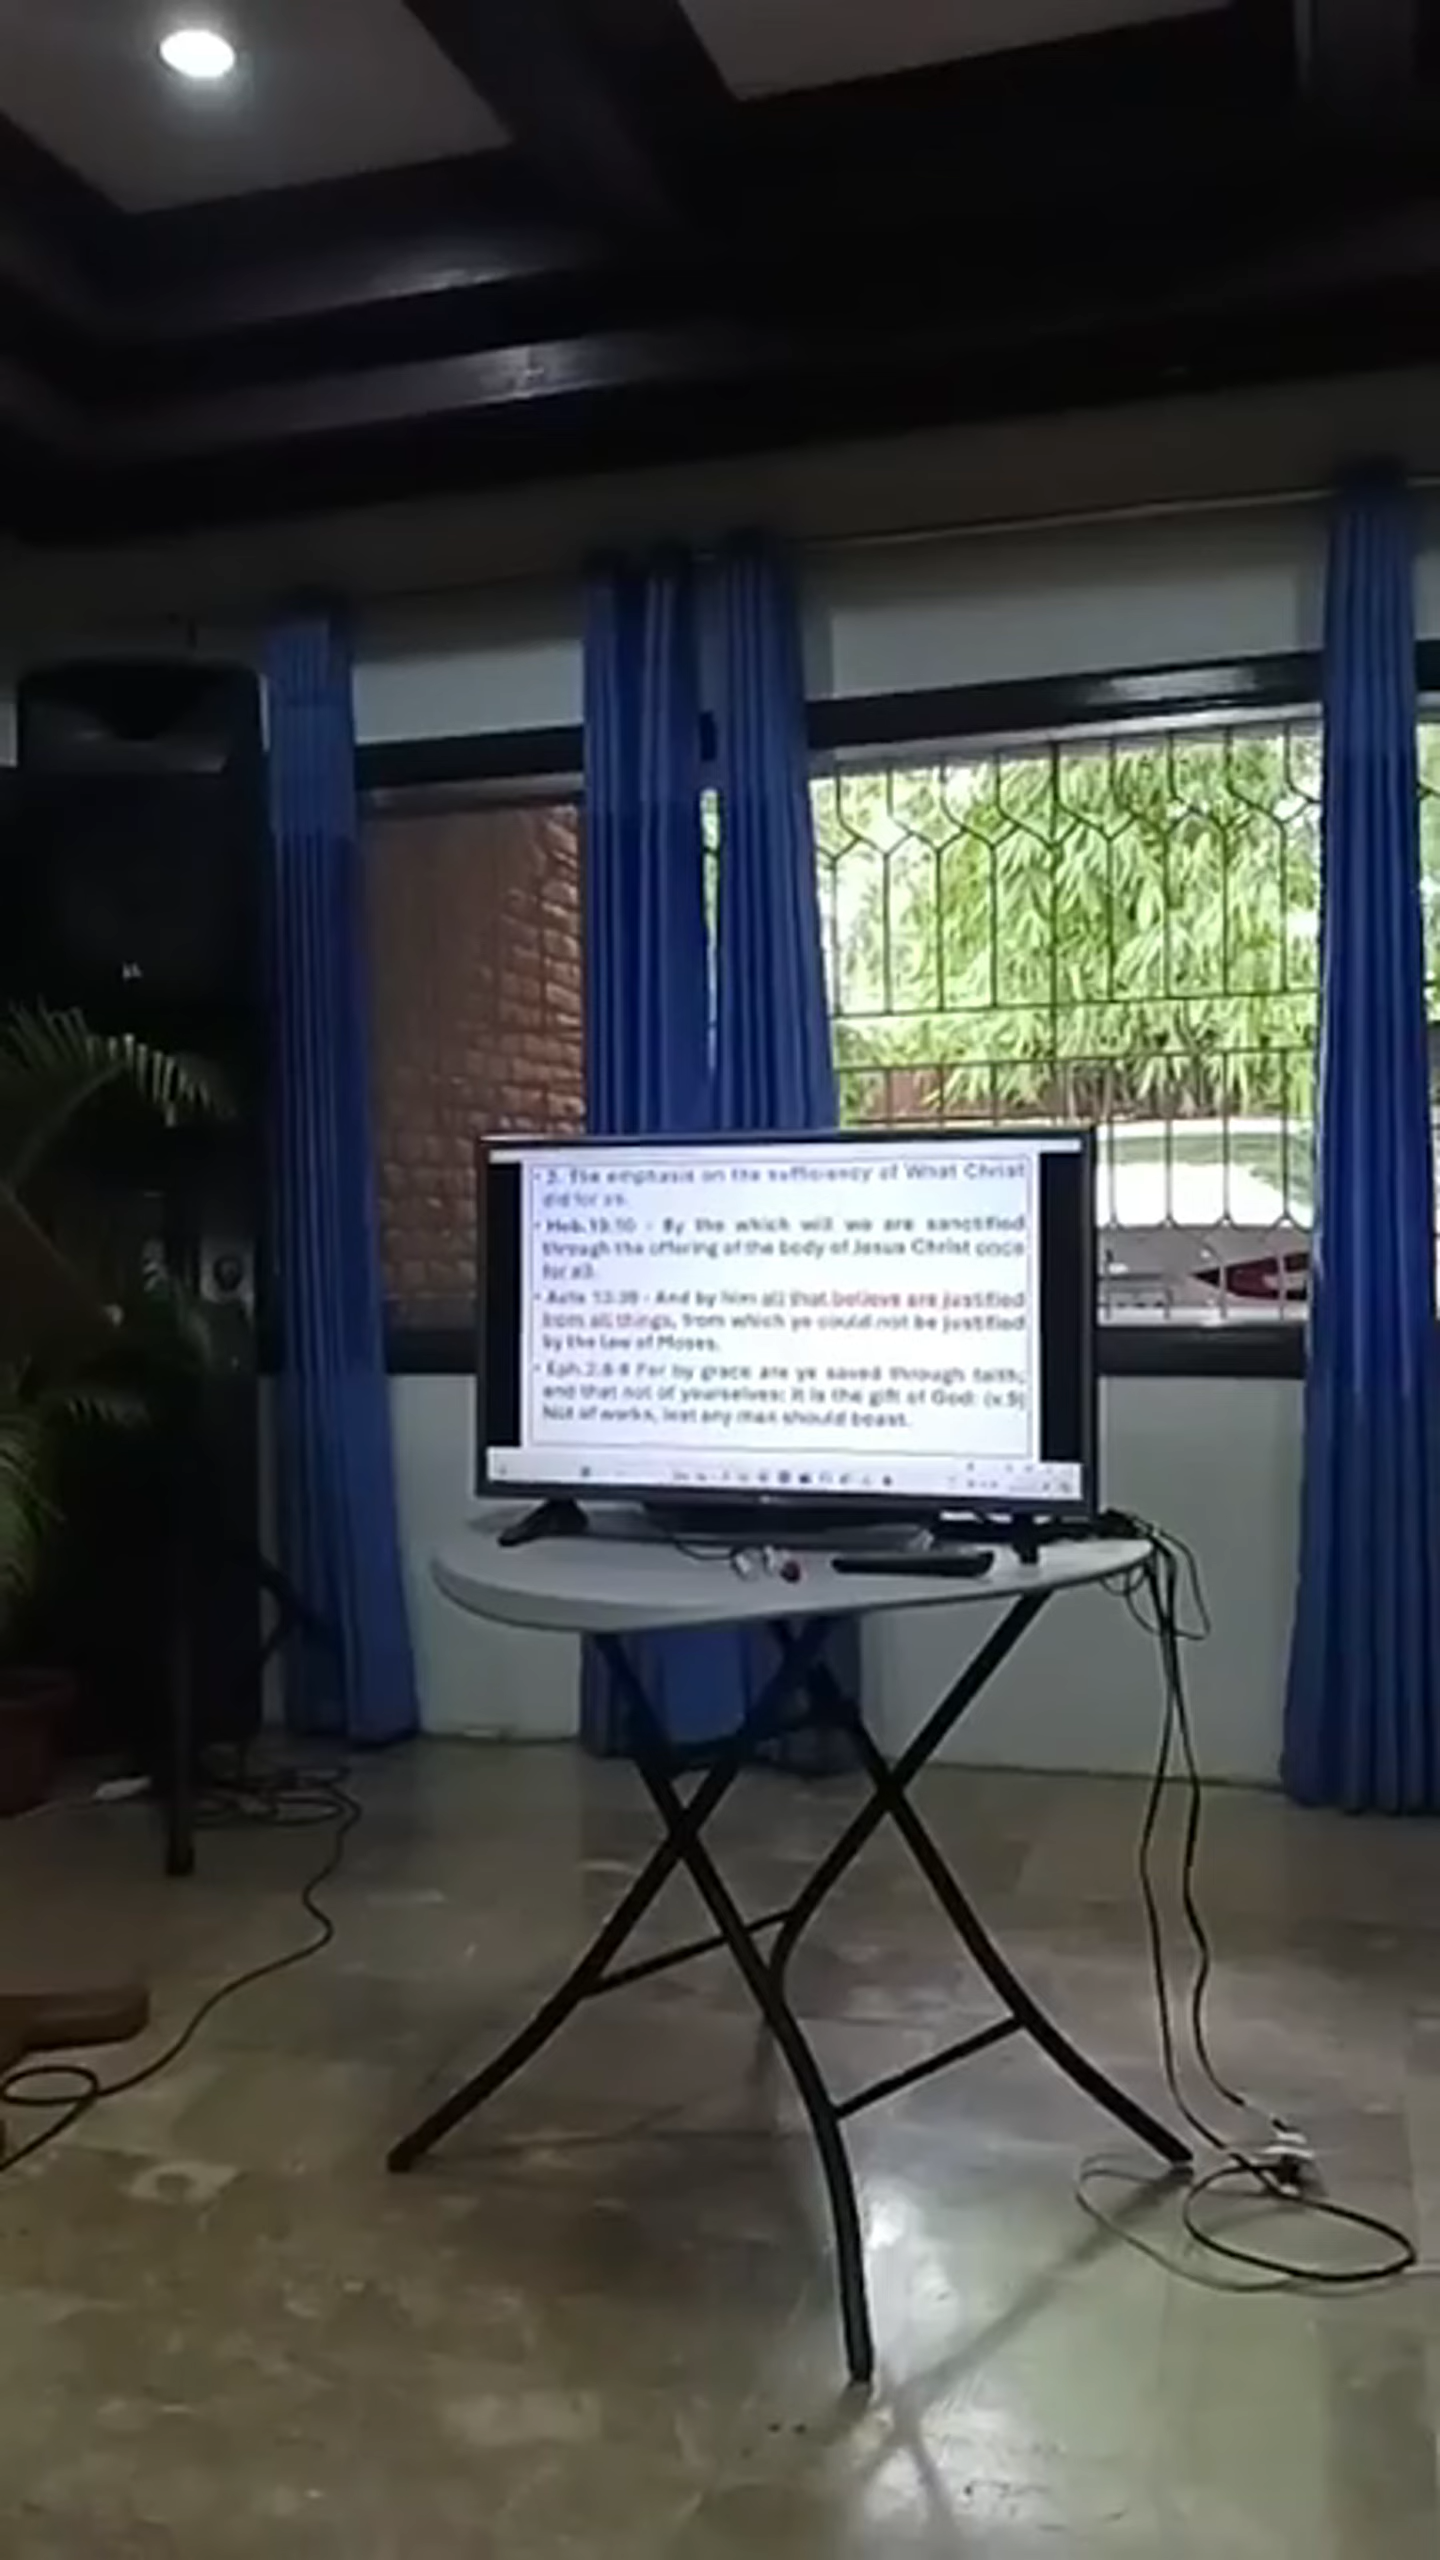 • 2. The emphasis on the sufficiency of What Christ
did for us.
• Heb.10:10 - By the which will we are sanctified
through the offering of the body of Jesus Christ once
for all.
• Acts 13:39 - And by him all that believe are justified
from all things, from which ye could not be justified
by the law of Moses.
• Eph.2:8-9 For by grace are ye saved through faith;
and that not of yourselves: it is the gift of God: (v.9)
Not of works, lest any man should boast.